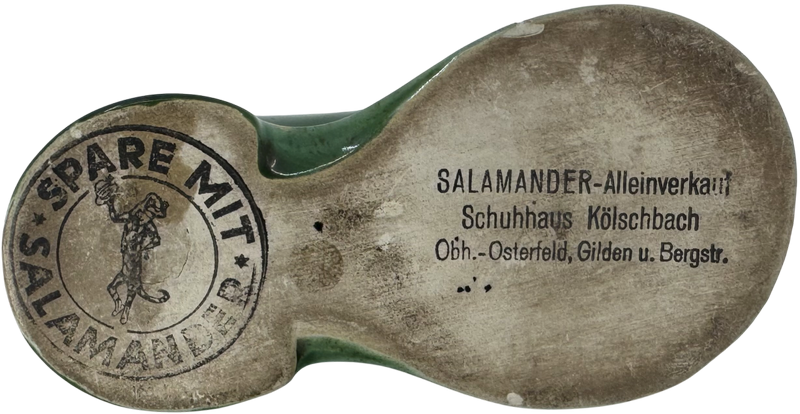 ★ SPARE MIT ★
SALAMANDER
SALAMANDER-Alleinverkauf
Schuhhaus Kölschbach
Obh.-Osterfeld, Gilden u. Bergstr.